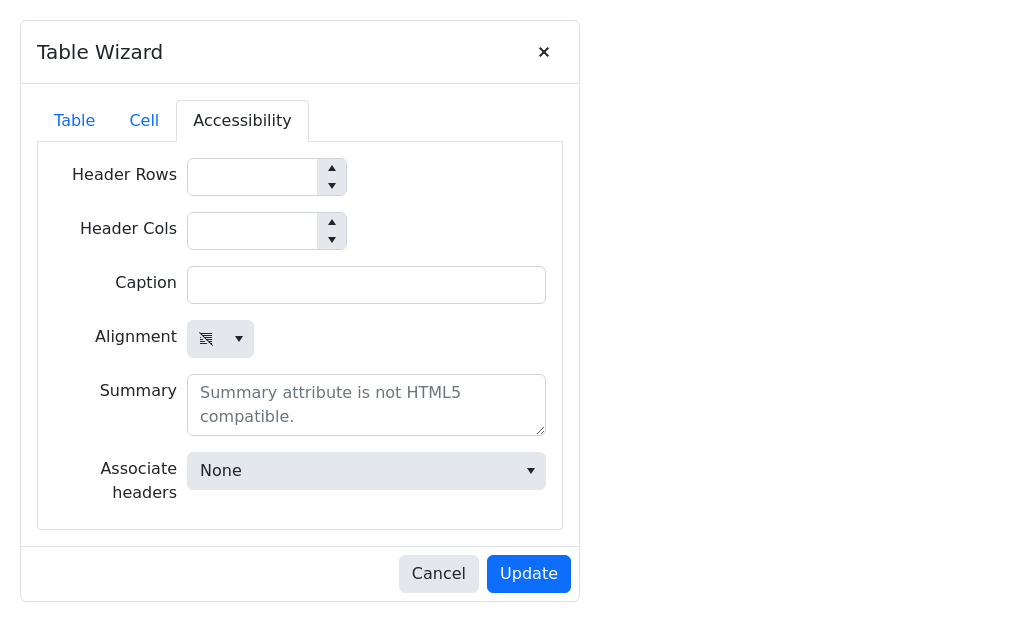 Table Wizard
Table Cell Accessibility
Header Rows
Header Cols
Caption
Alignment
Summary
Summary attribute is not HTML5
compatible.
Associate
headers
None
Cancel Update